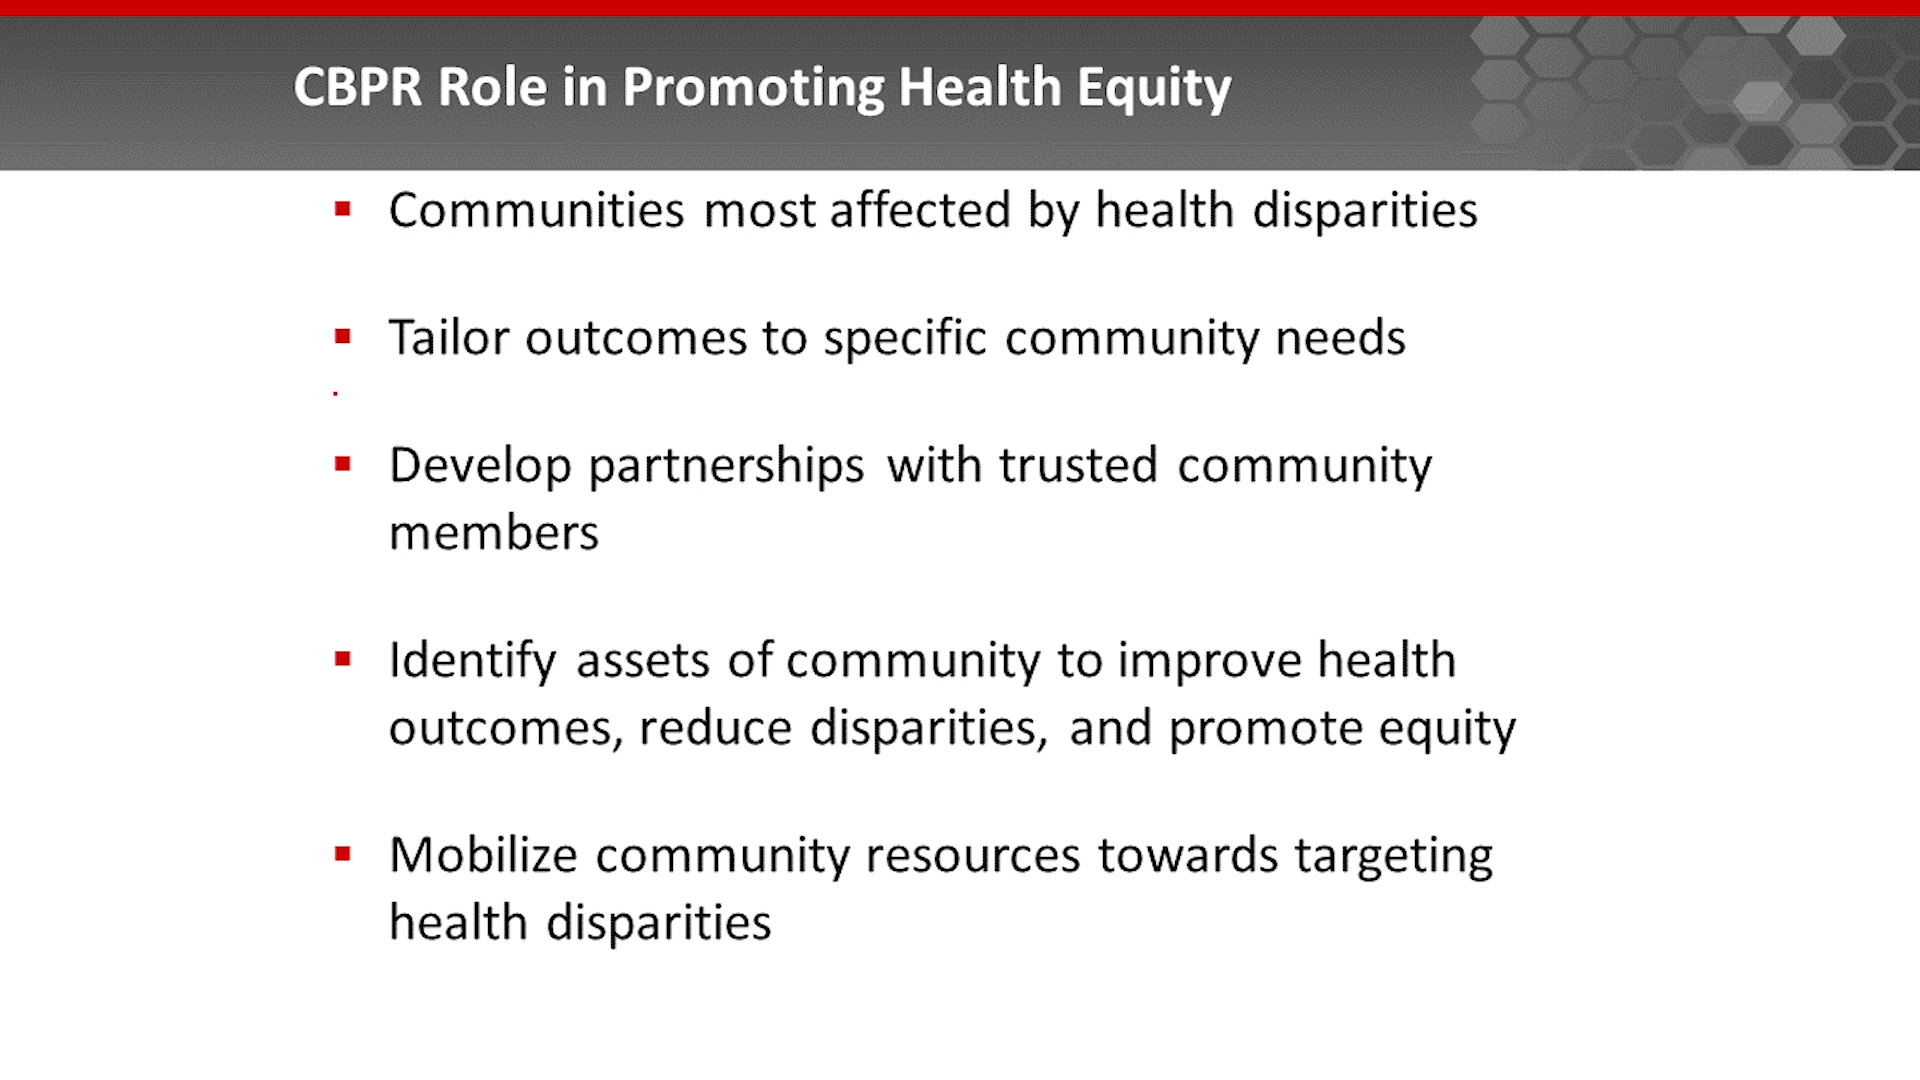 CBPR Role in Promoting Health Equity
▪ Communities most affected by health disparities
▪ Tailor outcomes to specific community needs
▪ Develop partnerships with trusted community
members
▪ Identify assets of community to improve health
outcomes, reduce disparities, and promote equity
▪ Mobilize community resources towards targeting
health disparities